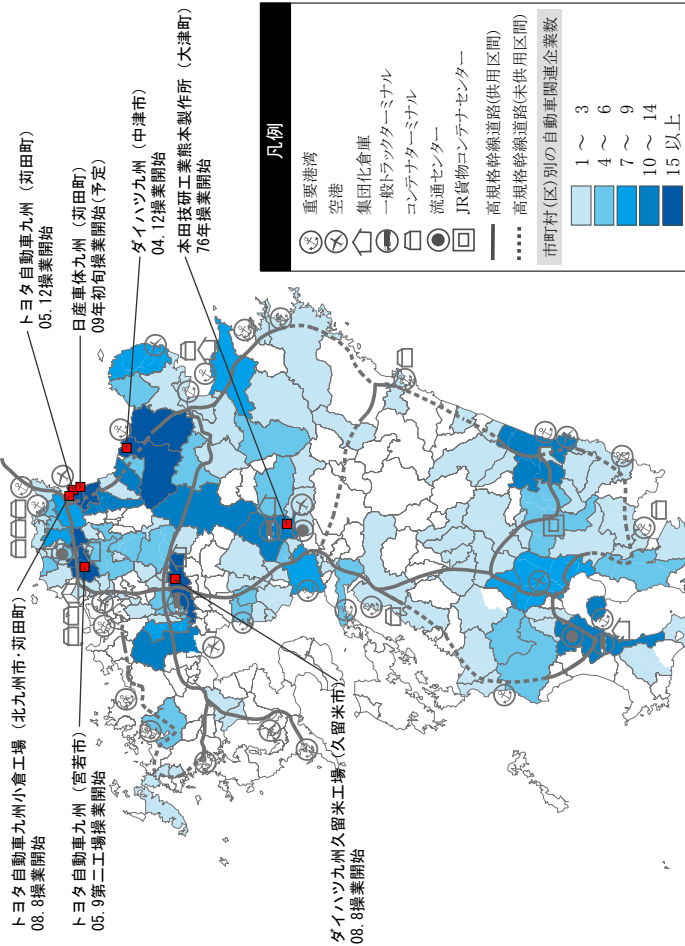 トヨタ自動車九州小倉工場（北九州市･苅田町）
08.8操業開始
トヨタ自動車九州（宮若市）
05.9第二工場操業開始
ダイハツ九州久留米工場（久留米市）
08.8操業開始
トヨタ自動車九州（苅田町）
05.12操業開始
日産車体九州（苅田町）
09年初旬操業開始(予定)
ダイハツ九州（中津市）
04.12操業開始
本田技研工業熊本製作所（大津町）
76年操業開始
凡例
重要港湾
空港
集団化倉庫
一般トラックターミナル
コンテナターミナル
流通センター
JR貨物コンテナセンター
高規格幹線道路(供用区間)
高規格幹線道路(未供用区間)
市町村（区）別の自動車関連企業数
1 ～ 3
4 ～ 6
7 ～ 9
10 ～ 14
15 以上